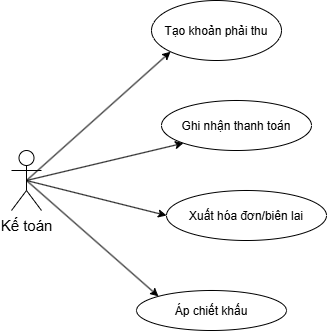 Tạo khoản phải thu
Ghi nhận thanh toán
Kế toán
Xuất hóa đơn/biên lai
Áp chiết khấu